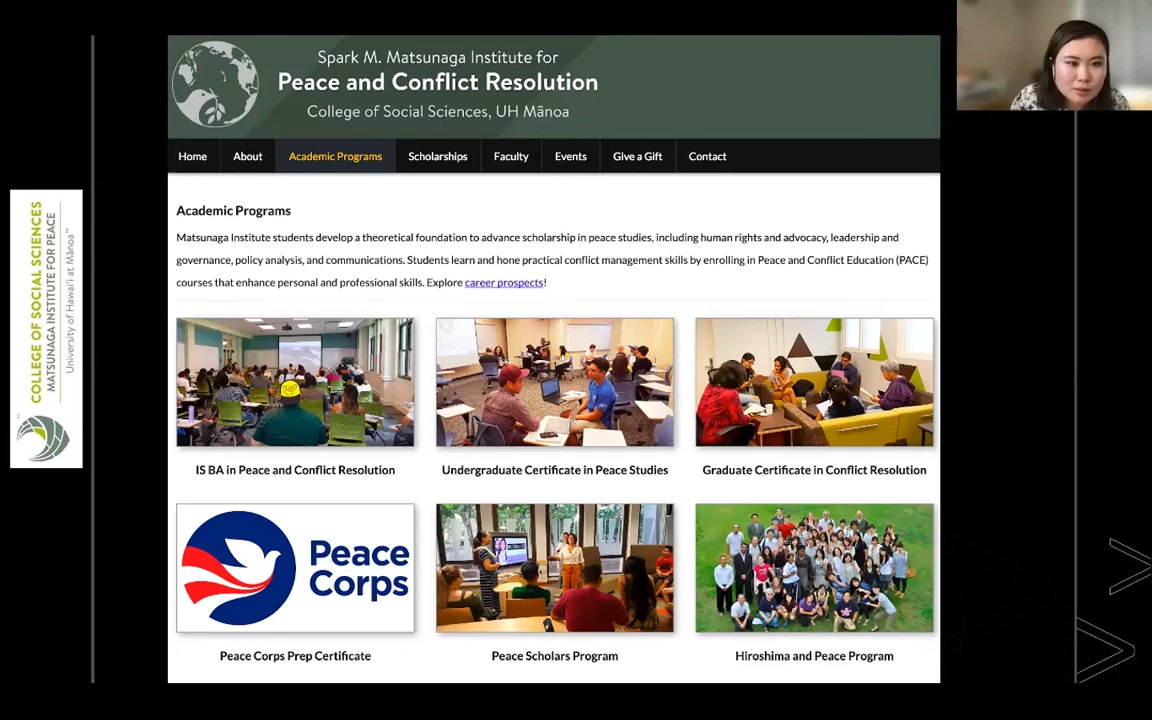 Spark M. Matsunaga Institute for
Peace and Conflict Resolution
College of Social Sciences, UH Mānoa
Home About Academic Programs Scholarships Faculty Events Give a Gift Contact
COLLEGE OF SOCIAL SCIENCES
MATSUNAGA INSTITUTE FOR PEACE
University of Hawai'i at Mānoa™
Academic Programs
Matsunaga Institute students develop a theoretical foundation to advance scholarship in peace studies, including human rights and advocacy, leadership and
governance, policy analysis, and communications. Students learn and hone practical conflict management skills by enrolling in Peace and Conflict Education (PACE)
courses that enhance personal and professional skills. Explore career prospects!
IS BA in Peace and Conflict Resolution
Undergraduate Certificate in Peace Studies
Graduate Certificate in Conflict Resolution
Peace
Corps
Peace Corps Prep Certificate
Peace Scholars Program
Hiroshima and Peace Program